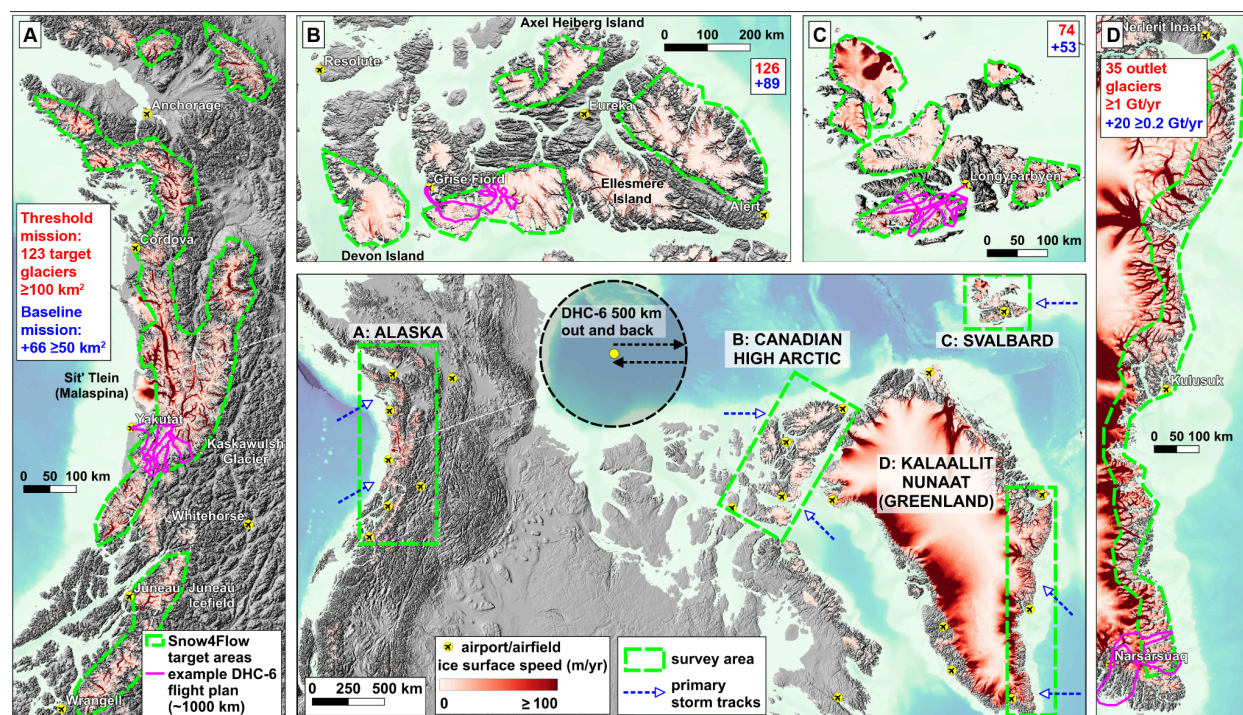 A
Anchorage
Threshold
mission:
123 target
glaciers
≥100 km²
Baseline
mission:
+66 ≥50 km²
Cordova
Sít' Tlein
(Malaspina)
Yakutat
Kaskawulsh
Glacier
0 50 100 km
Whitehorse
Juneau
Juneau
Icefield
Wrangell
Snow4Flow
target areas
example DHC-6
flight plan
(~1000 km)
B
Axel Heiberg Island
0 100 200 km
126
+89
Resolute
Eureka
Grise Fiord
Ellesmere
Island
Alert
Devon Island
C
74
+53
Longyearbyen
0 50 100 km
D
Nerlerit Inaat
35 outlet
glaciers
≥1 Gt/yr
+20 ≥0.2 Gt/yr
Kulusuk
0 50 100 km
Narsarsuaq
A: ALASKA
DHC-6 500 km
out and back
B: CANADIAN
HIGH ARCTIC
C: SVALBARD
D: KALAALLIT
NUNAAT
(GREENLAND)
0 250 500 km
airport/airfield
ice surface speed (m/yr)
0 ≥ 100
survey area
primary
storm tracks